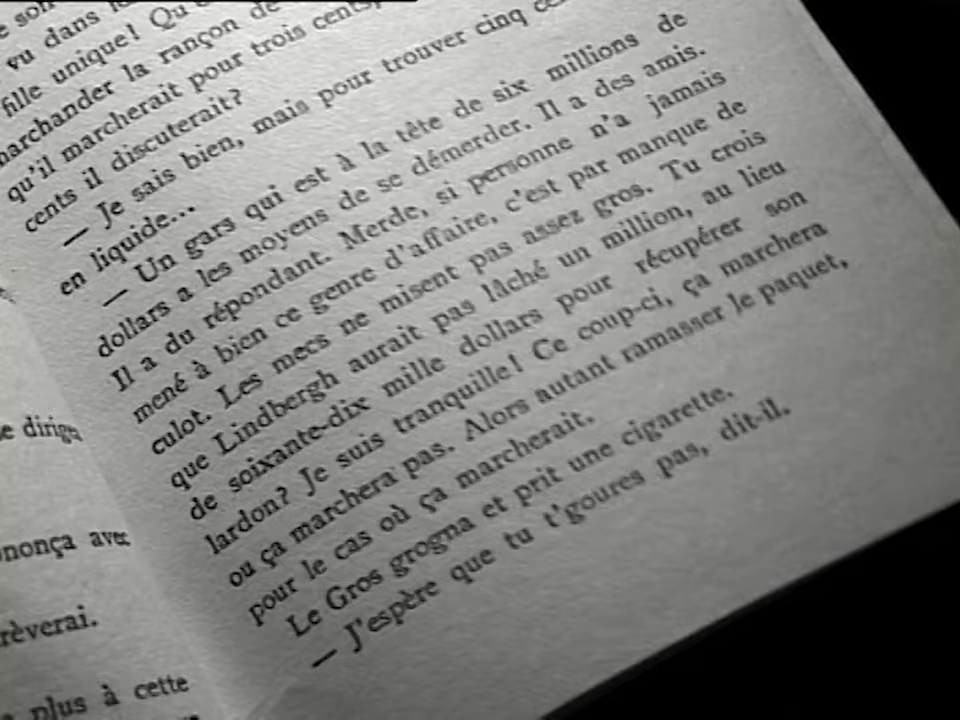 e dirigea
nonça avec
rèverai.
plus à cette
vu dans
fille unique! Qu
marchander la rançon de
qu'il marcherait pour trois cents,
cents il discuterait?
— Je sais bien, mais pour trouver cinq
en liquide...
— Un gars qui est à la tête de six millions de
dollars a les moyens de se démerder. Il a des amis.
Il a du répondant. Merde, si personne n'a jamais
mené à bien ce genre d'affaire, c'est par manque de
culot. Les mecs ne misent pas assez gros. Tu crois
que Lindbergh aurait pas lâché un million, au lieu
de soixante-dix mille dollars pour récupérer son
lardon? Je suis tranquille! Ce coup-ci, ça marchera
ou ça marchera pas. Alors autant ramasser le paquet,
pour le cas où ça marcherait.
Le Gros grogna et prit une cigarette.
— J'espère que tu t'goures pas, dit-il.